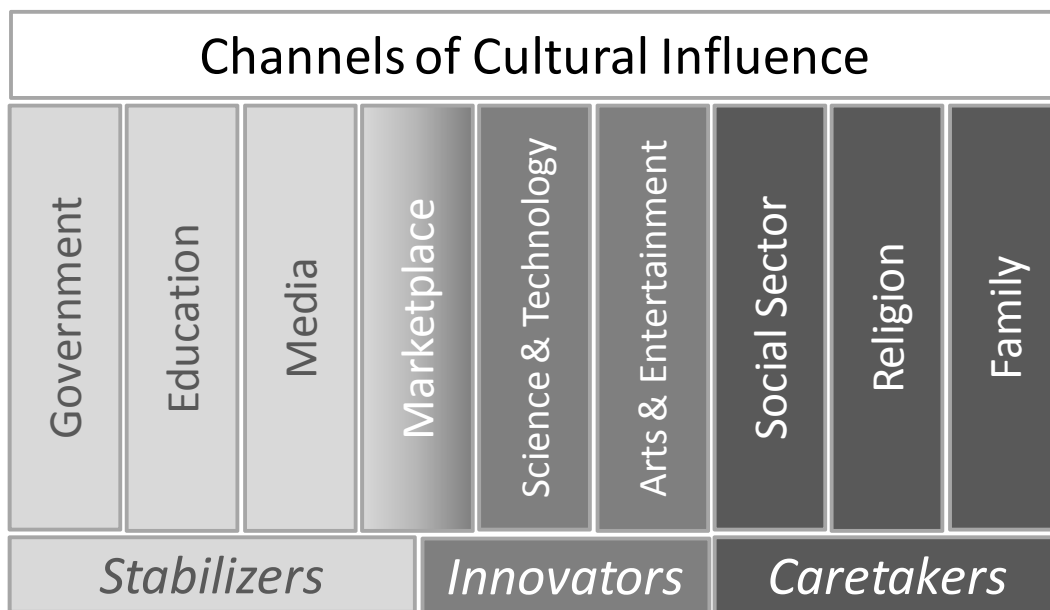 Channels of Cultural Influence
Government
Education
Media
Marketplace
Science & Technology
Arts & Entertainment
Social Sector
Religion
Family
Stabilizers
Innovators
Caretakers